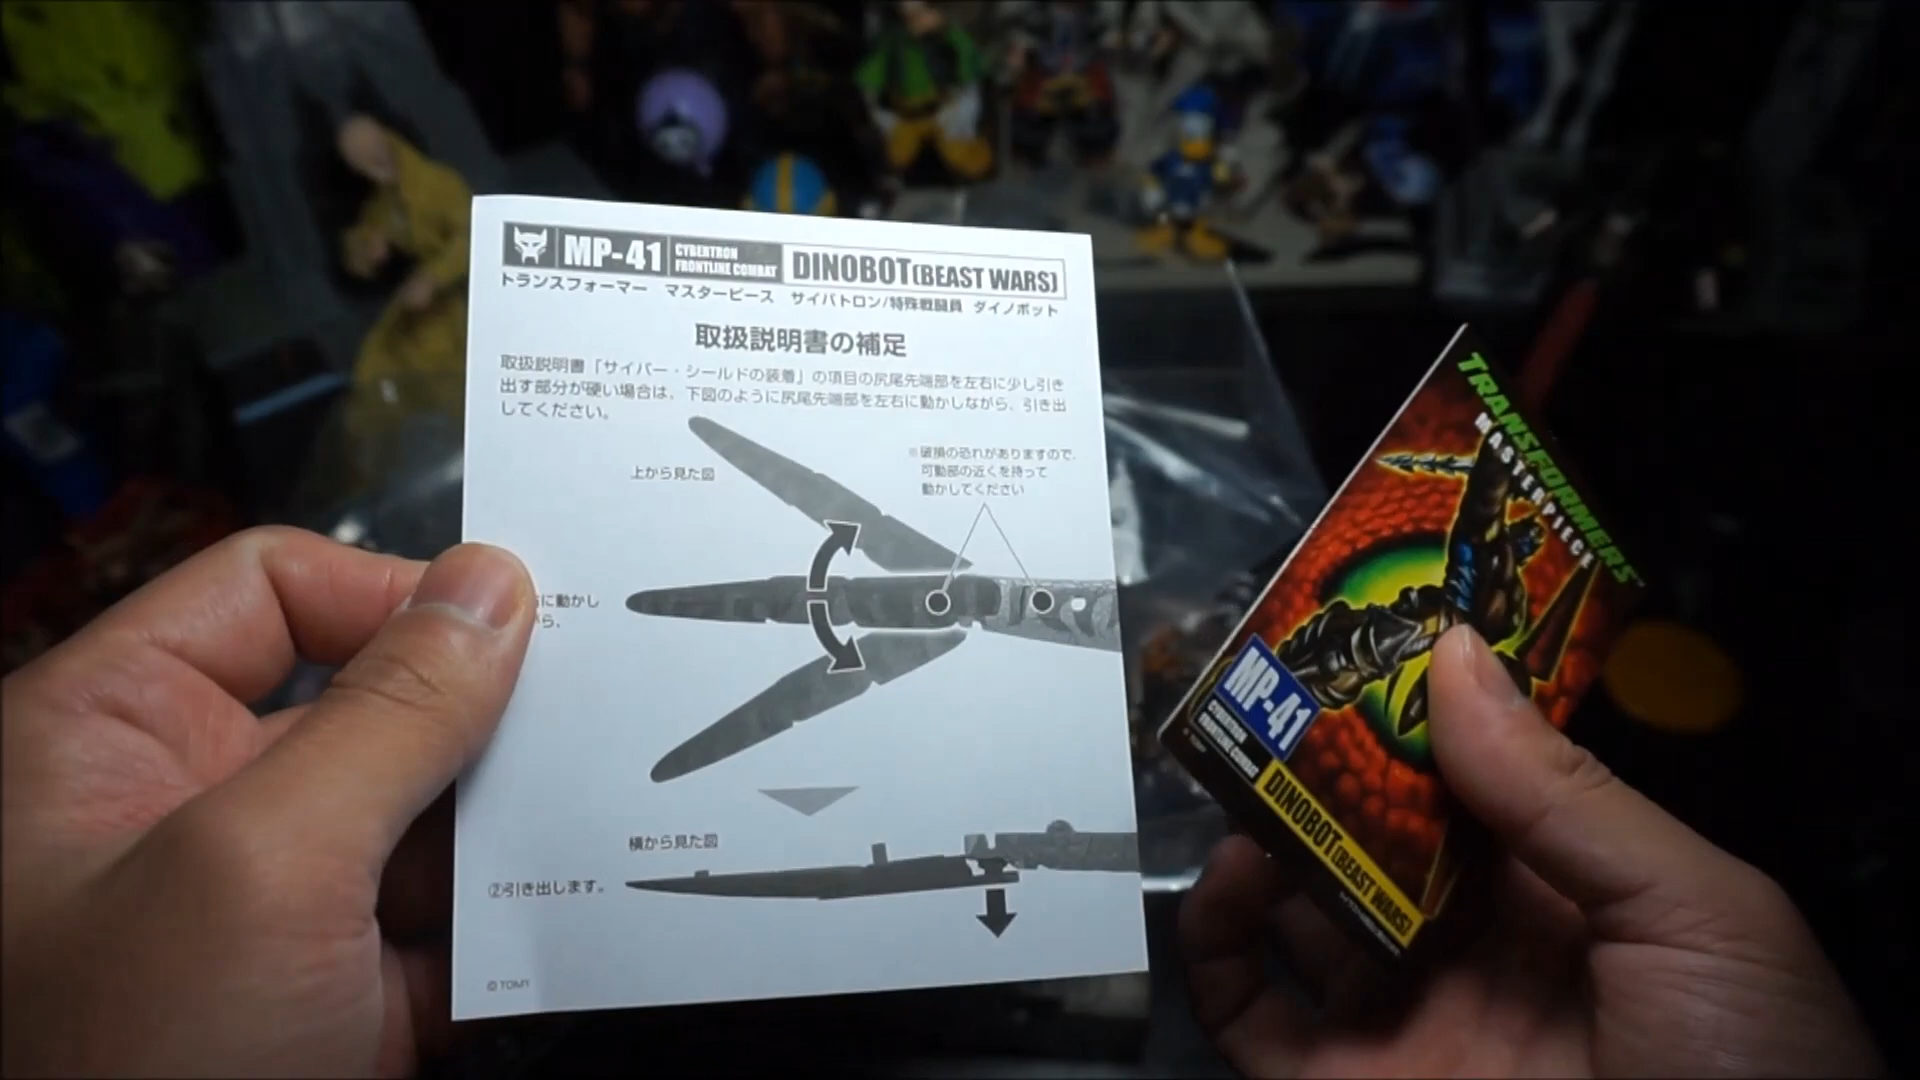 MP-41
CYBERTRON
FRONTLINE COMBAT
DINOBOT(BEAST WARS)
トランスフォーマー マスターピース サイバトロン/特殊戦闘員 ダイノボット
取扱説明書の補足
取扱説明書「サイバー・シールドの装着」の項目の尻尾先端部を左右に少し引き
出す部分が硬い場合は、下図のように尻尾先端部を左右に動かしながら、引き出
してください。
上から見た図
※破損の恐れがありますので、
可動部の近くを持って
動かしてください
に動かし
ら、
横から見た図
②引き出します。
© TOMY
TRANSFORMERS
MASTERPIECE
MP-41
CYBERTRON
FRONTLINE COMBAT
DINOBOT(BEAST WARS)